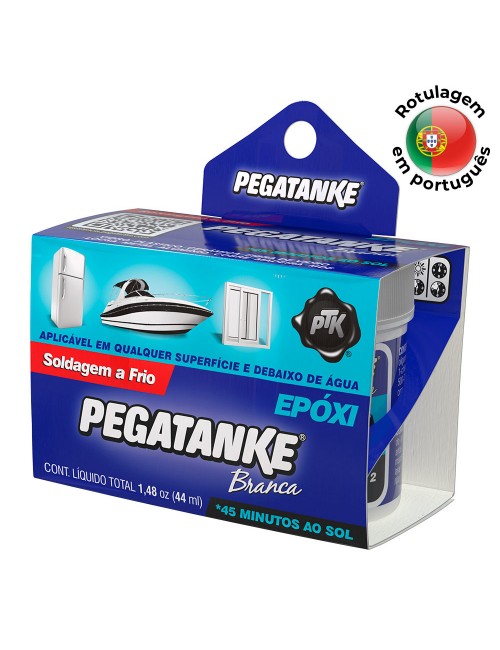 Rotulagem
em português
PEGATANKE
PTK
®
APLICÁVEL EM QUALQUER SUPERFÍCIE E DEBAIXO DE ÁGUA
Soldagem a Frio
EPÓXI
PEGATANKE®
Branca
CONT. LÍQUIDO TOTAL 1,48 oz (44 ml)
*45 MINUTOS AO SOL
2